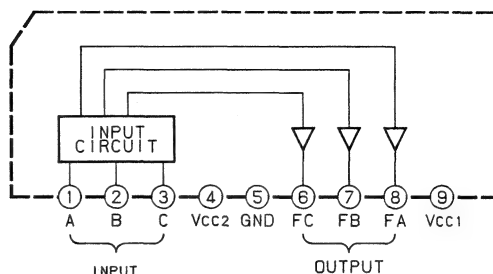 INPUT
CIRCUIT
1 2 3 4 5 6 7 8 9
A B C Vcc2 GND FC FB FA Vcc1
INPUT OUTPUT